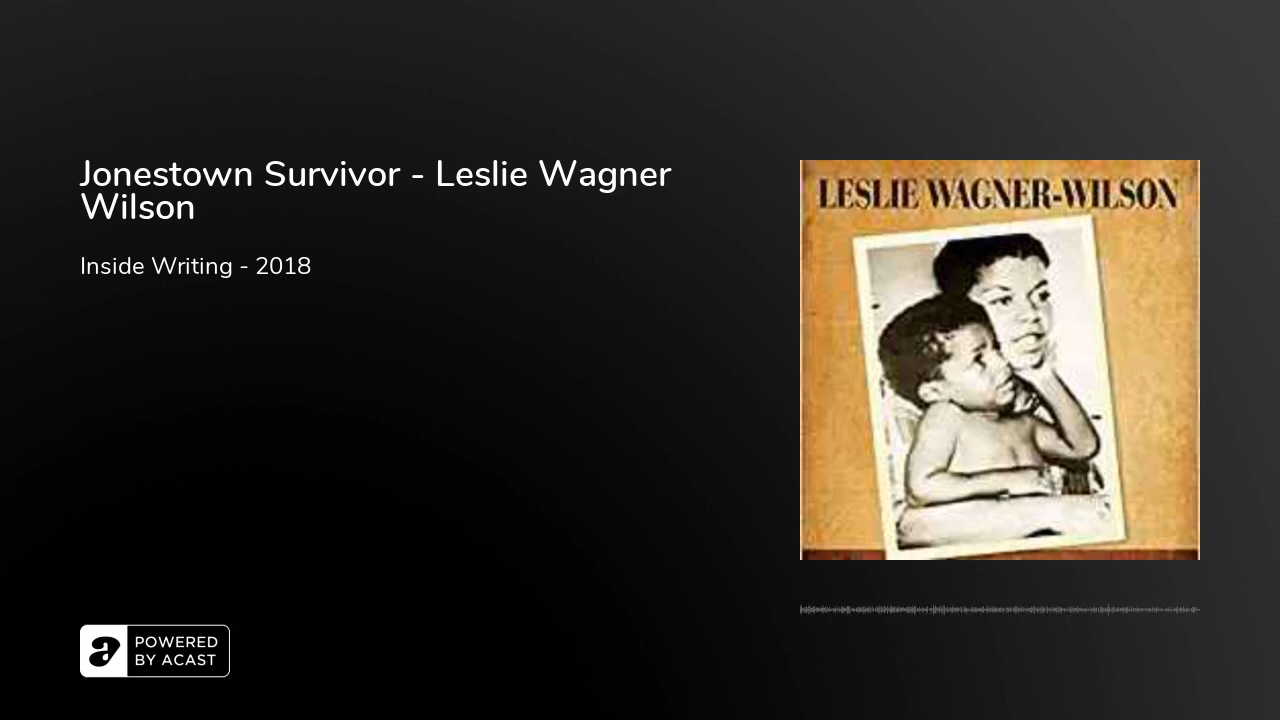 Jonestown Survivor - Leslie Wagner
Wilson
Inside Writing - 2018
LESLIE WAGNER-WILSON
a POWERED
BY ACAST